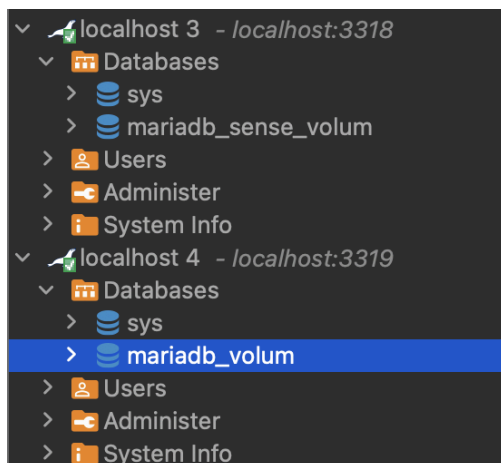 localhost 3 - localhost:3318
Databases
sys
mariadb_sense_volum
Users
Administer
System Info
localhost 4 - localhost:3319
Databases
sys
mariadb_volum
Users
Administer
System Info